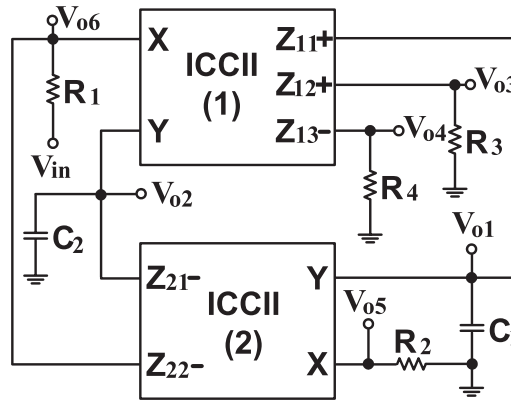 Vo6
X
ICCII
(1)
Z11+
Z12+
Z13-
Y
R1
Vin
Vo3
Vo4
R3
R4
Vo2
C2
Vo1
Z21-
ICCII
(2)
Y
Vo5
Z22-
X
R2
C